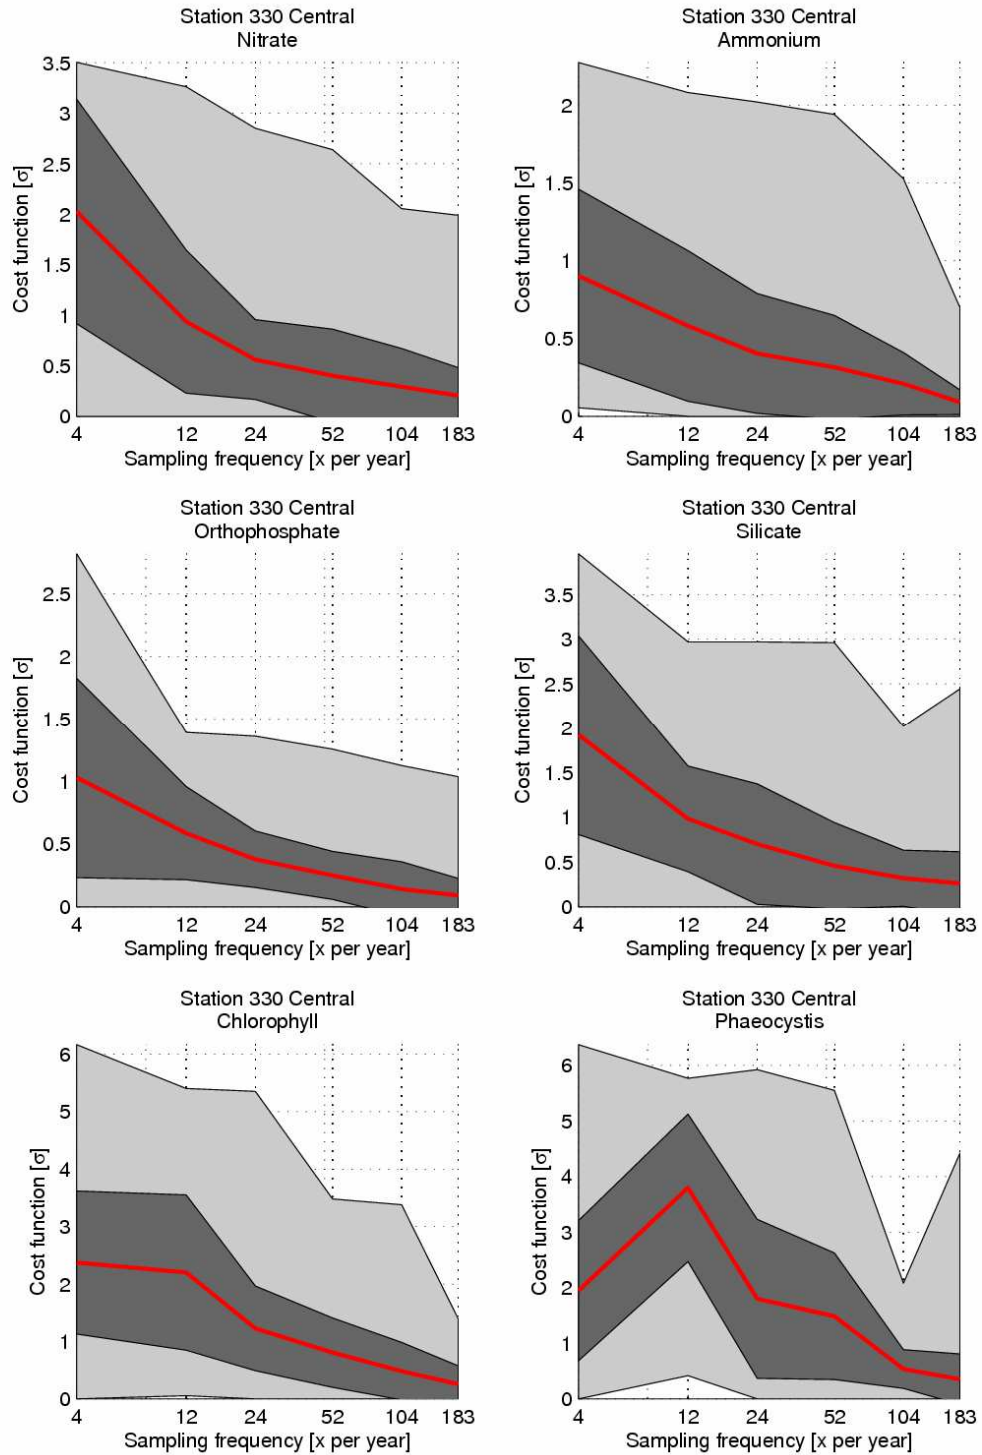 Station 330 Central
Nitrate
3.5
3
2.5
2
1.5
1
0.5
0
Cost function [σ]
4 12 24 52 104 183
Sampling frequency [x per year]
Station 330 Central
Ammonium
2
1.5
1
0.5
0
Cost function [σ]
4 12 24 52 104 183
Sampling frequency [x per year]
Station 330 Central
Orthophosphate
2.5
2
1.5
1
0.5
0
Cost function [σ]
4 12 24 52 104 183
Sampling frequency [x per year]
Station 330 Central
Silicate
3.5
3
2.5
2
1.5
1
0.5
0
Cost function [σ]
4 12 24 52 104 183
Sampling frequency [x per year]
Station 330 Central
Chlorophyll
6
5
4
3
2
1
0
Cost function [σ]
4 12 24 52 104 183
Sampling frequency [x per year]
Station 330 Central
Phaeocystis
6
5
4
3
2
1
0
Cost function [σ]
4 12 24 52 104 183
Sampling frequency [x per year]